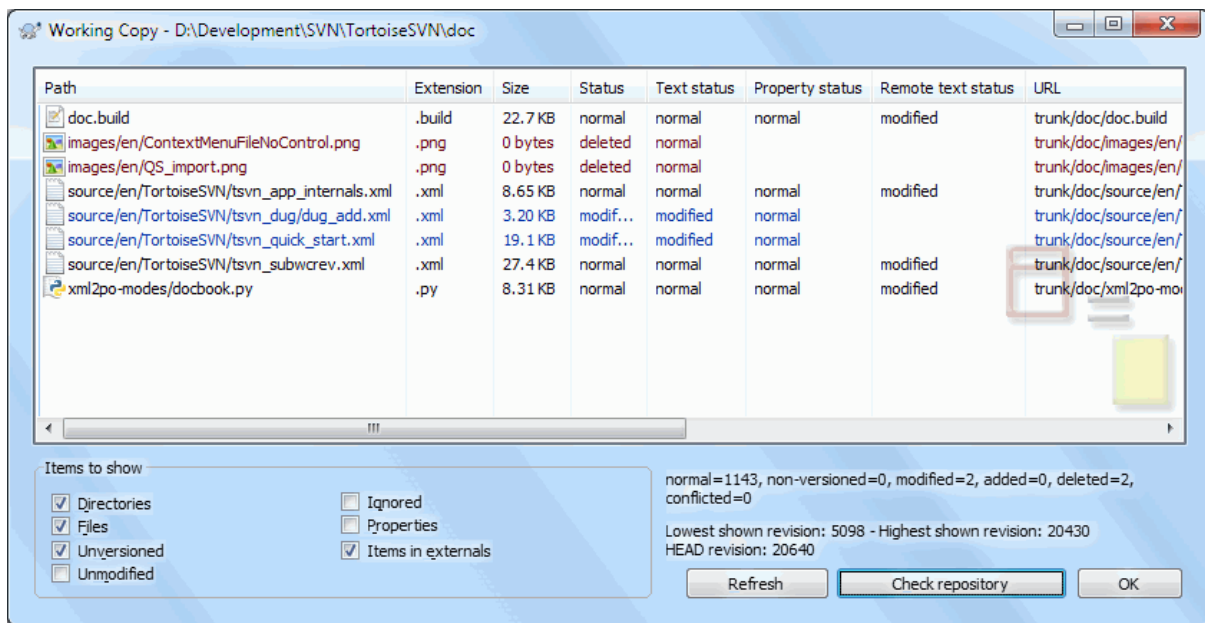 Working Copy - D:\Development\SVN\TortoiseSVN\doc
Path Extension Size Status Text status Property status Remote text status URL
doc.build .build 22.7 KB normal normal normal modified trunk/doc/doc.build
images/en/ContextMenuFileNoControl.png .png 0 bytes deleted normal trunk/doc/images/en/
images/en/QS_import.png .png 0 bytes deleted normal trunk/doc/images/en/
source/en/TortoiseSVN/tsvn_app_internals.xml .xml 8.65 KB normal normal normal modified trunk/doc/source/en/
source/en/TortoiseSVN/tsvn_dug/dug_add.xml .xml 3.20 KB modif... modified normal trunk/doc/source/en/
source/en/TortoiseSVN/tsvn_quick_start.xml .xml 19.1 KB modif... modified normal trunk/doc/source/en/
source/en/TortoiseSVN/tsvn_subwcrev.xml .xml 27.4 KB normal normal normal modified trunk/doc/source/en/
xml2po-modes/docbook.py .py 8.31 KB normal normal normal modified trunk/doc/xml2po-mo
Items to show
Directories Ignored
Files Properties
Unversioned Items in externals
Unmodified
normal=1143, non-versioned=0, modified=2, added=0, deleted=2,
conflicted=0
Lowest shown revision: 5098 - Highest shown revision: 20430
HEAD revision: 20640
Refresh Check repository OK